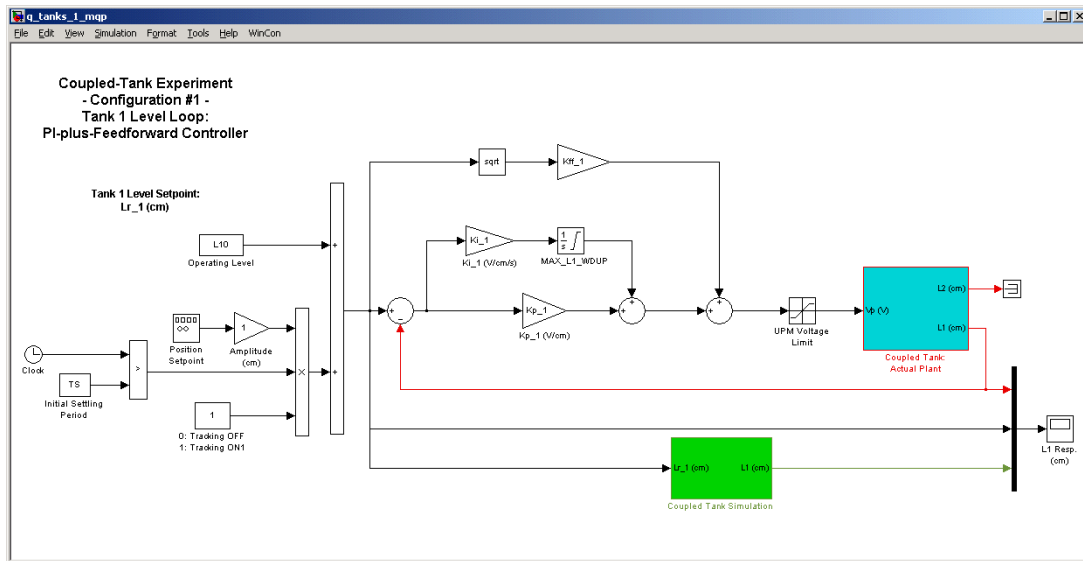 q_tanks_1_mqp
File Edit View Simulation Format Tools Help WinCon
Coupled-Tank Experiment
- Configuration #1 -
Tank 1 Level Loop:
PI-plus-Feedforward Controller
sqrt
Kff_1
Tank 1 Level Setpoint:
Lr_1 (cm)
L10
Operating Level
Ki_1
Ki_1 (V/cm/s)
1
s
MAX_L1_WDUP
Kp_1
Kp_1 (V/cm)
UPM Voltage
Limit
Vp (V)
L2 (cm)
L1 (cm)
Coupled Tank:
Actual Plant
Position
Setpoint
1
Amplitude
(cm)
Clock
>
TS
Initial Settling
Period
×
1
0: Tracking OFF
1: Tracking ON1
+
+
+
−
+
+
+
+
Lr_1 (cm)
L1 (cm)
Coupled Tank Simulation
L1 Resp.
(cm)